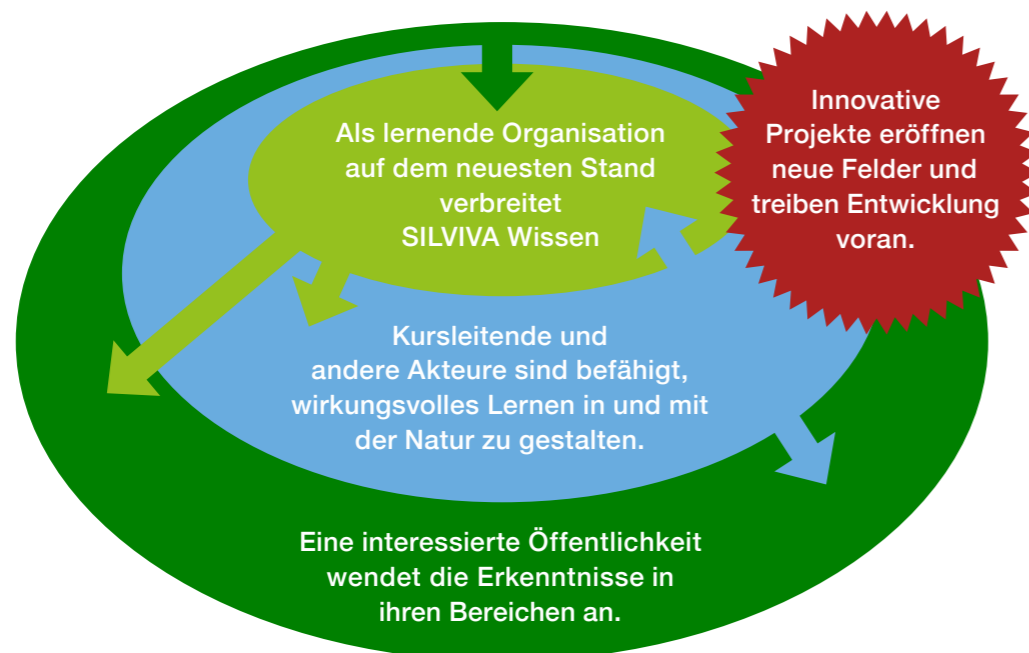 Als lernende Organisation
auf dem neuesten Stand
verbreitet
SILVIVA Wissen
Innovative
Projekte eröffnen
neue Felder und
treiben Entwicklung
voran.
Kursleitende und
andere Akteure sind befähigt,
wirkungsvolles Lernen in und mit
der Natur zu gestalten.
Eine interessierte Öffentlichkeit
wendet die Erkenntnisse in
ihren Bereichen an.